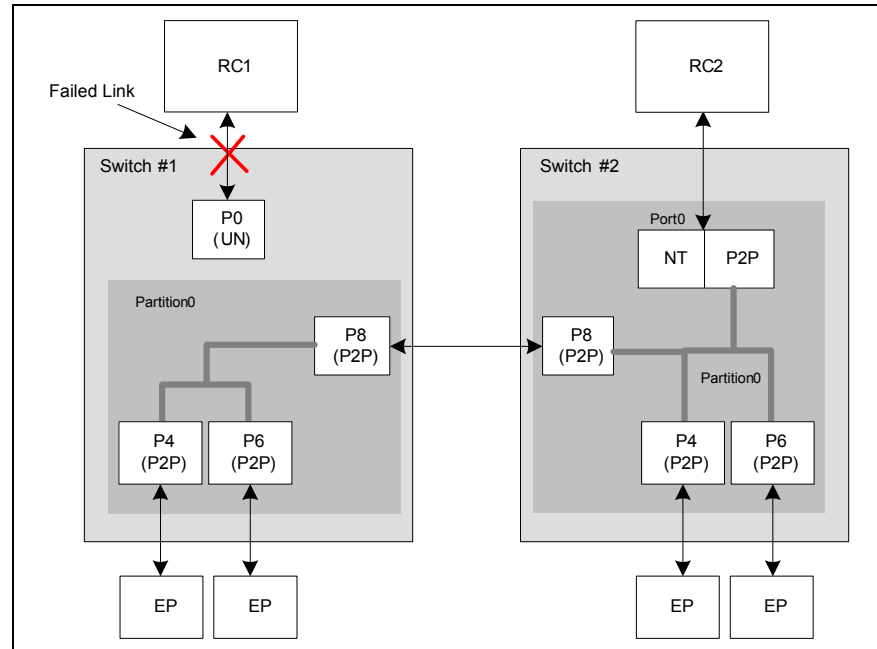 RC1
RC2
Failed Link
Switch #1
Switch #2
P0
(UN)
Port0
NT
P2P
Partition0
P8
(P2P)
P8
(P2P)
Partition0
P4
(P2P)
P6
(P2P)
P4
(P2P)
P6
(P2P)
EP
EP
EP
EP